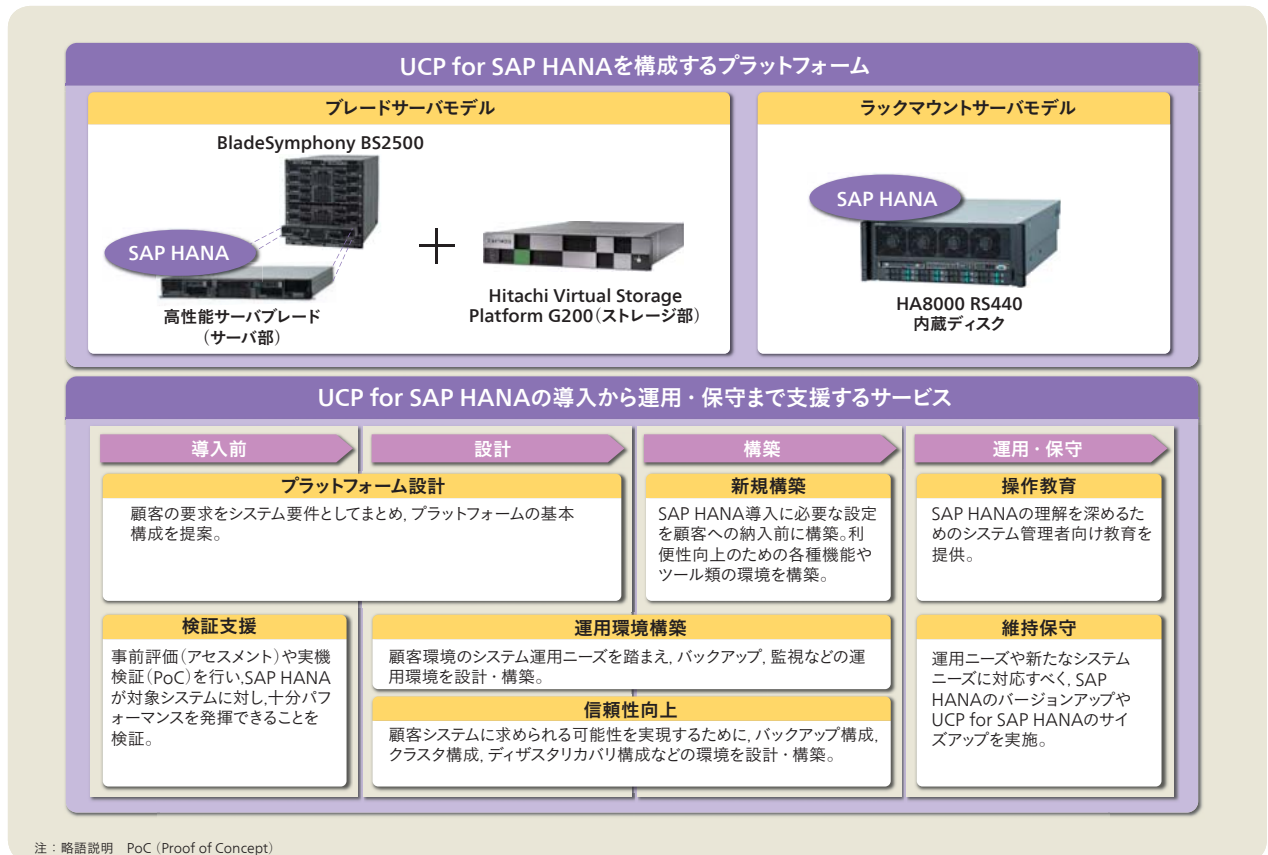 UCP for SAP HANAを構成するプラットフォーム
ブレードサーバモデル
BladeSymphony BS2500
SAP HANA
高性能サーバブレード
（サーバ部）
Hitachi Virtual Storage
Platform G200（ストレージ部）
ラックマウントサーバモデル
SAP HANA
HA8000 RS440
内蔵ディスク
UCP for SAP HANAの導入から運用・保守まで支援するサービス
導入前
設計
構築
運用・保守
プラットフォーム設計
顧客の要求をシステム要件としてまとめ, プラットフォームの基本
構成を提案。
新規構築
SAP HANA導入に必要な設定
を顧客への納入前に構築。利
便性向上のための各種機能や
ツール類の環境を構築。
操作教育
SAP HANAの理解を深めるた
めのシステム管理者向け教育を
提供。
検証支援
事前評価（アセスメント）や実機
検証（PoC）を行い,SAP HANA
が対象システムに対し,十分パフ
ォーマンスを発揮できることを
検証。
運用環境構築
顧客環境のシステム運用ニーズを踏まえ, バックアップ, 監視などの運
用環境を設計・構築。
信頼性向上
顧客システムに求められる可能性を実現するために, バックアップ構成,
クラスタ構成, ディザスタリカバリ構成などの環境を設計・構築。
維持保守
運用ニーズや新たなシステム
ニーズに対応すべく, SAP
HANAのバージョンアップや
UCP for SAP HANAのサイ
ズアップを実施。
注：略語説明　PoC（Proof of Concept）